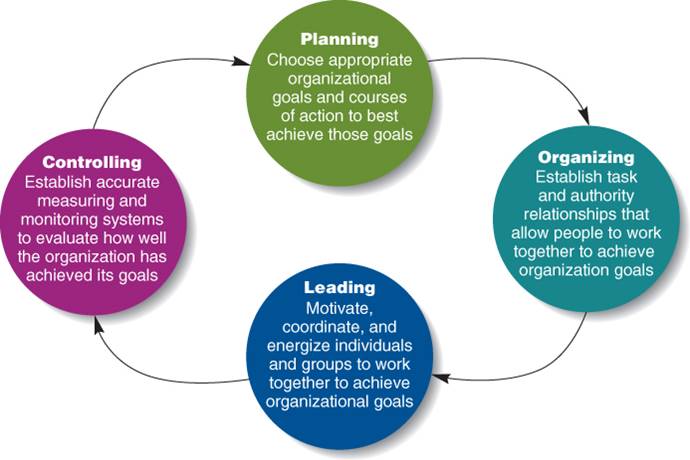 Planning
Choose appropriate
organizational
goals and courses
of action to best
achieve those goals
Organizing
Establish task
and authority
relationships that
allow people to work
together to achieve
organization goals
Leading
Motivate,
coordinate, and
energize individuals
and groups to work
together to achieve
organizational goals
Controlling
Establish accurate
measuring and
monitoring systems
to evaluate how well
the organization has
achieved its goals